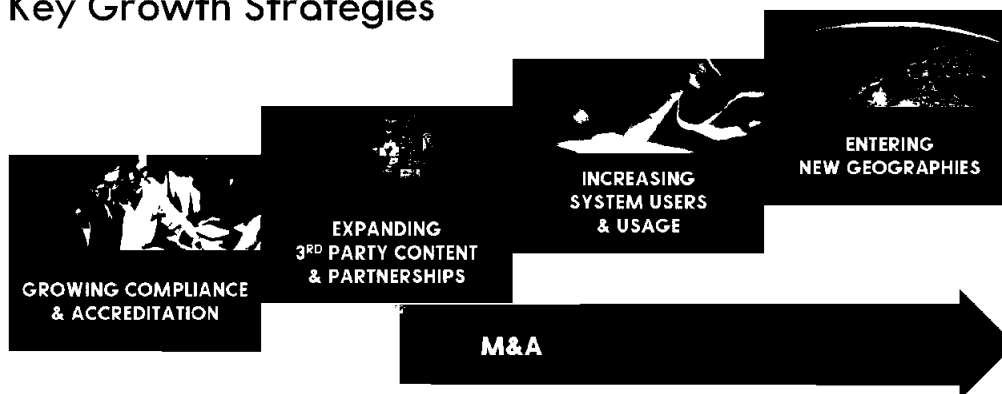 Key Growth Strategies
GROWING COMPLIANCE
& ACCREDITATION
EXPANDING
3RD PARTY CONTENT
& PARTNERSHIPS
INCREASING
SYSTEM USERS
& USAGE
ENTERING
NEW GEOGRAPHIES
M&A